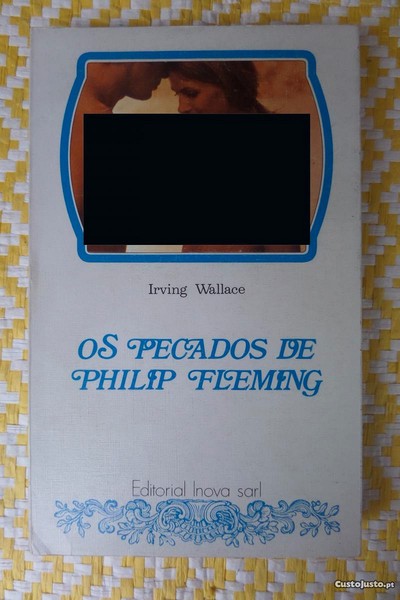 Irving Wallace
OS PECADOS DE
PHILIP FLEMING
Editorial Inova sarl
CustoJusto.pt